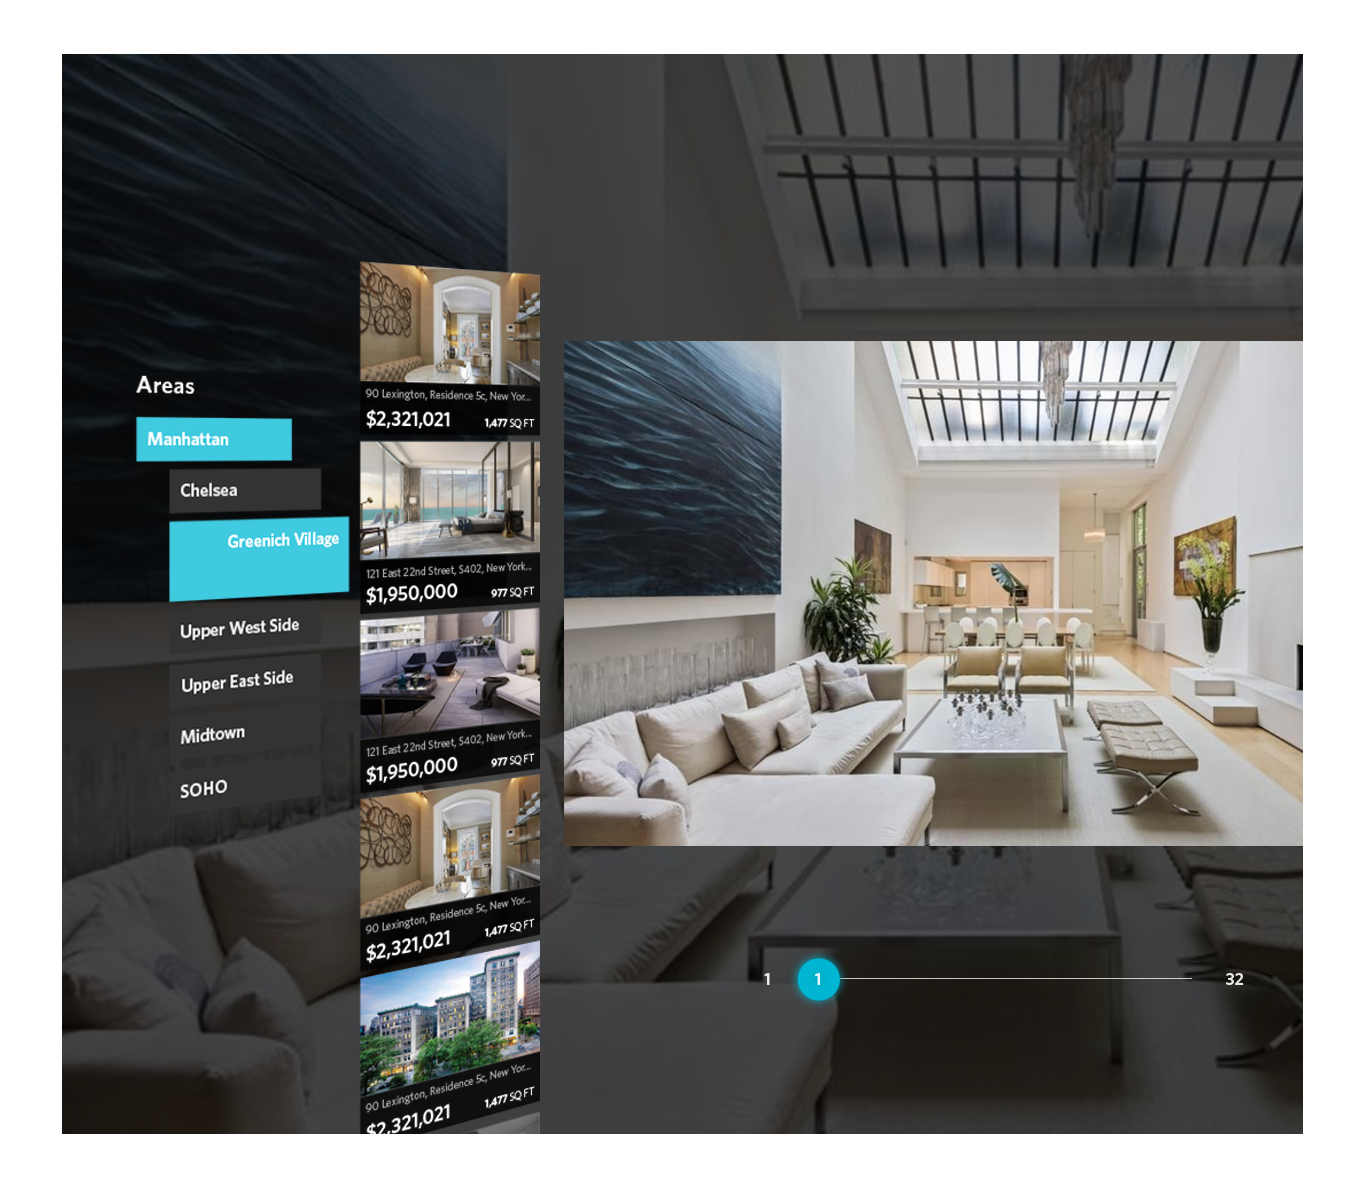 Areas
Manhattan
Chelsea
Greenich Village
Upper West Side
Upper East Side
Midtown
SOHO
90 Lexington, Residence 5c, New Yor...
$2,321,021 1,477 SQ FT
121 East 22nd Street, S402, New York...
$1,950,000 977 SQ FT
121 East 22nd Street, S402, New York...
$1,950,000 977 SQ FT
90 Lexington, Residence 5c, New Yor...
$2,321,021 1,477 SQ FT
90 Lexington, Residence 5c, New Yor...
$2,321,021 1,477 SQ FT
1 1 32